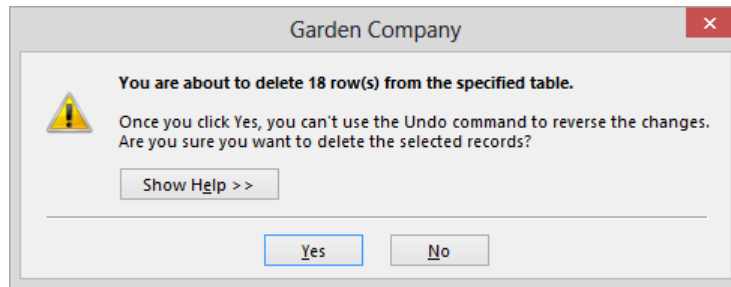 Garden Company
You are about to delete 18 row(s) from the specified table.
Once you click Yes, you can't use the Undo command to reverse the changes.
Are you sure you want to delete the selected records?
Show Help >>
Yes
No